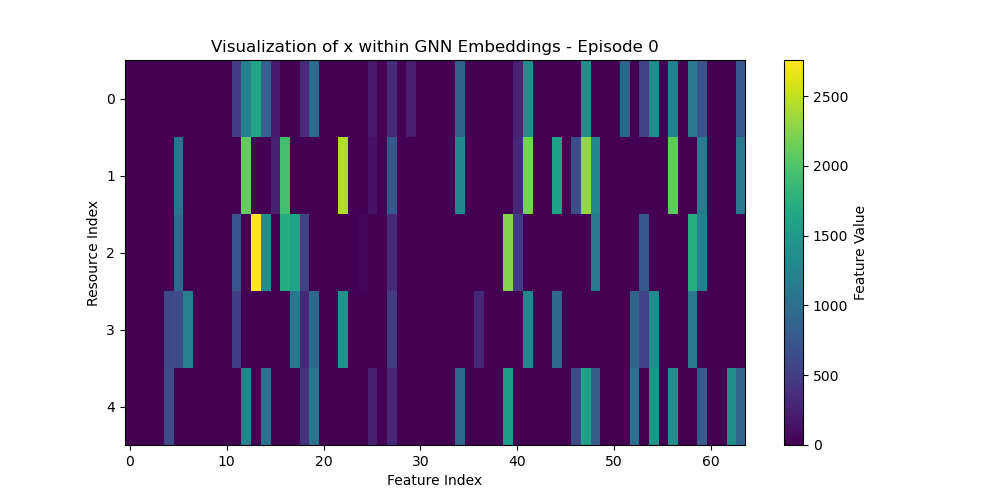 Visualization of x within GNN Embeddings - Episode 0
0
1
2
3
4
Resource Index
0 10 20 30 40 50 60
Feature Index
2500
2000
1500
1000
500
0
Feature Value